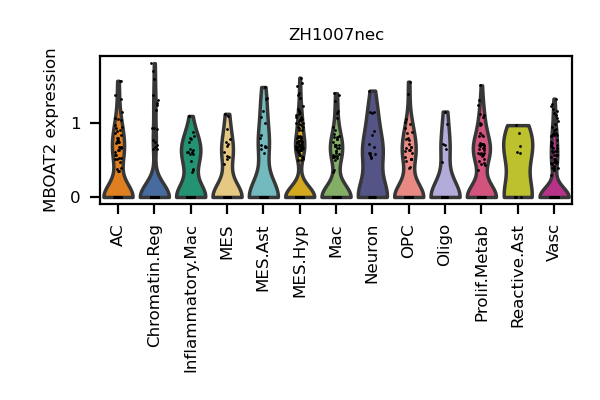 ZH1007nec
MBOAT2 expression
1
0
AC
Chromatin.Reg
Inflammatory.Mac
MES
MES.Ast
MES.Hyp
Mac
Neuron
OPC
Oligo
Prolif.Metab
Reactive.Ast
Vasc